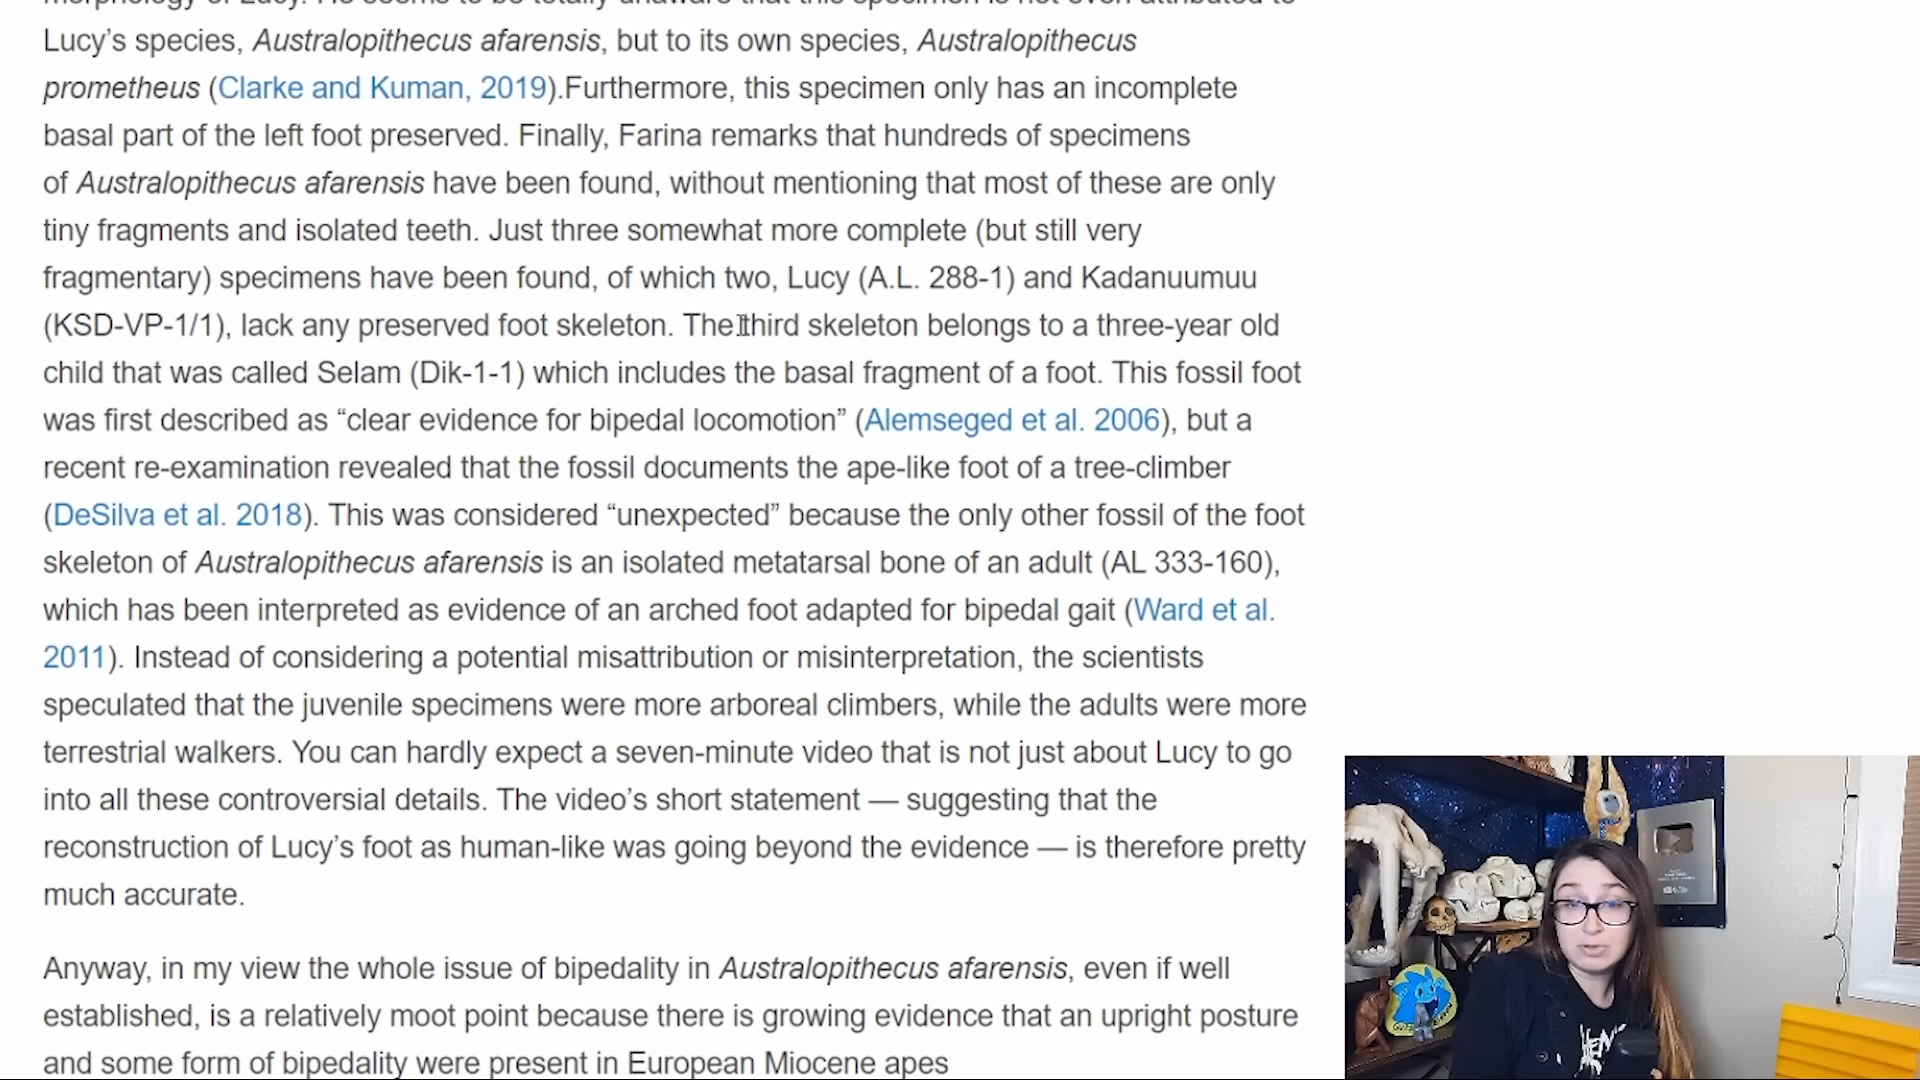 Lucy’s species, Australopithecus afarensis, but to its own species, Australopithecus
prometheus (Clarke and Kuman, 2019).Furthermore, this specimen only has an incomplete
basal part of the left foot preserved. Finally, Farina remarks that hundreds of specimens
of Australopithecus afarensis have been found, without mentioning that most of these are only
tiny fragments and isolated teeth. Just three somewhat more complete (but still very
fragmentary) specimens have been found, of which two, Lucy (A.L. 288-1) and Kadanuumuu
(KSD-VP-1/1), lack any preserved foot skeleton. The third skeleton belongs to a three-year old
child that was called Selam (Dik-1-1) which includes the basal fragment of a foot. This fossil foot
was first described as “clear evidence for bipedal locomotion” (Alemseged et al. 2006), but a
recent re-examination revealed that the fossil documents the ape-like foot of a tree-climber
(DeSilva et al. 2018). This was considered “unexpected” because the only other fossil of the foot
skeleton of Australopithecus afarensis is an isolated metatarsal bone of an adult (AL 333-160),
which has been interpreted as evidence of an arched foot adapted for bipedal gait (Ward et al.
2011). Instead of considering a potential misattribution or misinterpretation, the scientists
speculated that the juvenile specimens were more arboreal climbers, while the adults were more
terrestrial walkers. You can hardly expect a seven-minute video that is not just about Lucy to go
into all these controversial details. The video’s short statement — suggesting that the
reconstruction of Lucy’s foot as human-like was going beyond the evidence — is therefore pretty
much accurate.
Anyway, in my view the whole issue of bipedality in Australopithecus afarensis, even if well
established, is a relatively moot point because there is growing evidence that an upright posture
and some form of bipedality were present in European Miocene apes